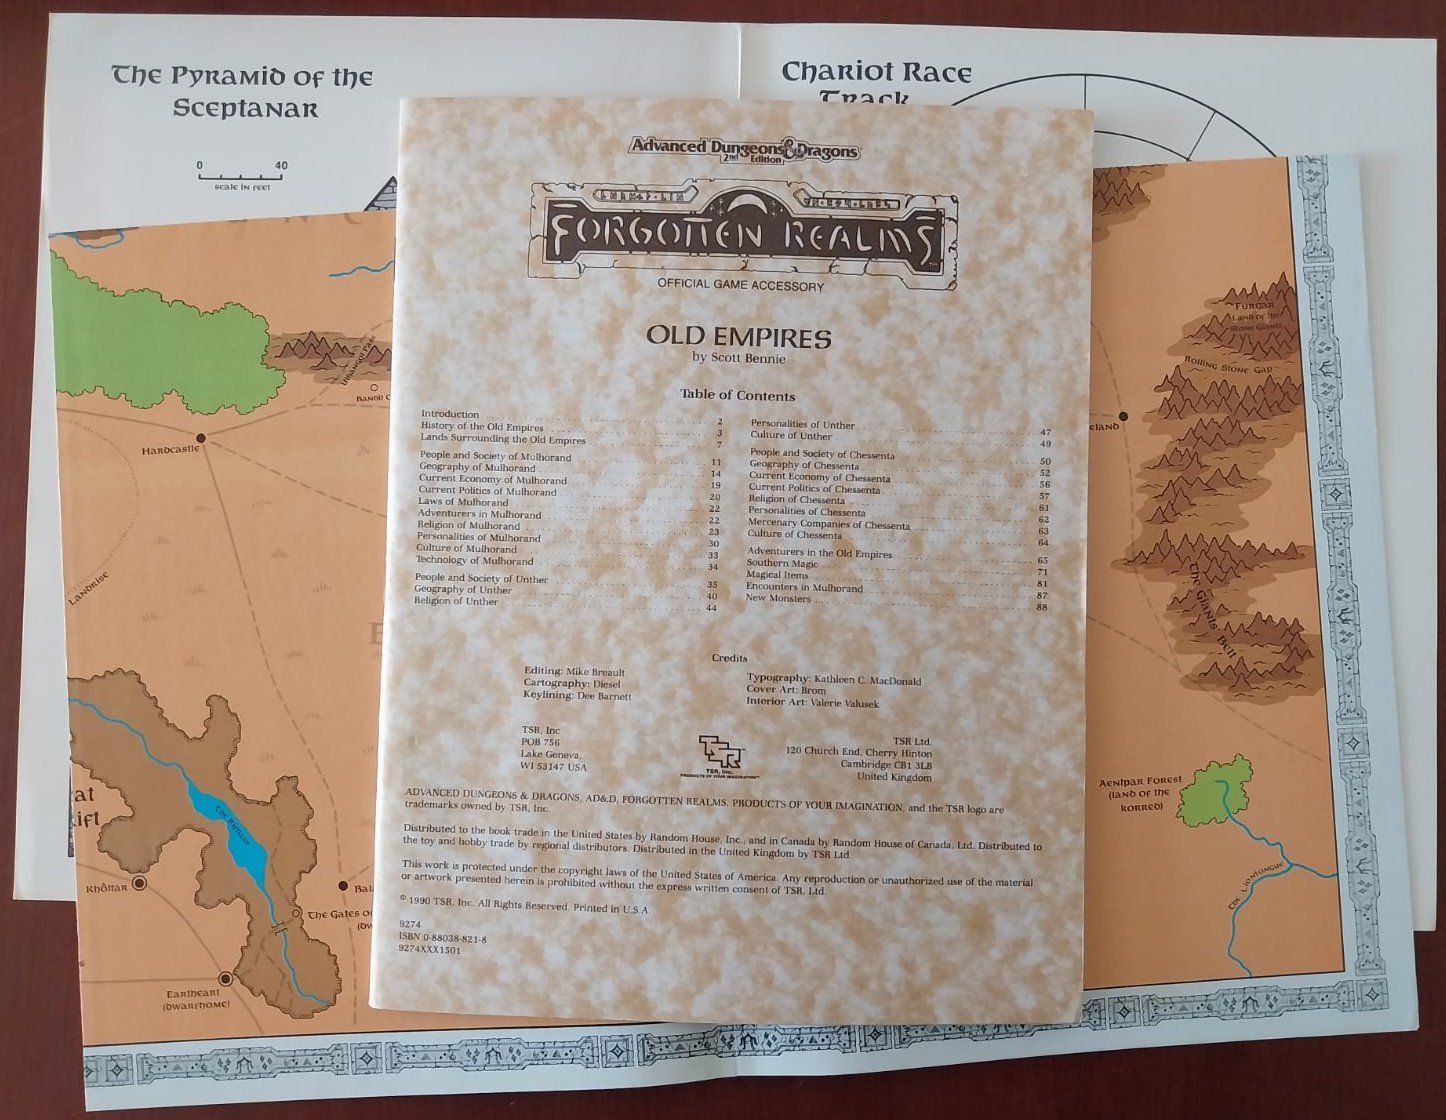 The Pyramid of the
Sceptanar
0 40
scale in feet
Chariot Race
Track
Advanced Dungeons & Dragons
2nd Edition
FORGOTTEN REALMS
™
OFFICIAL GAME ACCESSORY
OLD EMPIRES
by Scott Bennie
Table of Contents
Introduction 2
History of the Old Empires 3
Lands Surrounding the Old Empires 7
People and Society of Mulhorand 11
Geography of Mulhorand 14
Current Economy of Mulhorand 19
Current Politics of Mulhorand 20
Laws of Mulhorand 22
Adventurers in Mulhorand 22
Religion of Mulhorand 23
Personalities of Mulhorand 30
Culture of Mulhorand 33
Technology of Mulhorand 34
People and Society of Unther 35
Geography of Unther 40
Religion of Unther 44
Personalities of Unther 47
Culture of Unther 49
People and Society of Chessenta 50
Geography of Chessenta 52
Current Economy of Chessenta 56
Current Politics of Chessenta 57
Religion of Chessenta 61
Personalities of Chessenta 62
Mercenary Companies of Chessenta 63
Culture of Chessenta 64
Adventurers in the Old Empires 65
Southern Magic 71
Magical Items 81
Encounters in Mulhorand 87
New Monsters 88
Credits
Editing: Mike Breault
Cartography: Diesel
Keylining: Dee Barnett
Typography: Kathleen C. MacDonald
Cover Art: Brom
Interior Art: Valerie Valusek
TSR, Inc
POB 756
Lake Geneva,
WI 53147 USA
TSR
TSR, Inc.
PRODUCTS OF YOUR IMAGINATION™
TSR Ltd.
120 Church End, Cherry Hinton
Cambridge CB1 3LB
United Kingdom
ADVANCED DUNGEONS & DRAGONS, AD&D, FORGOTTEN REALMS, PRODUCTS OF YOUR IMAGINATION, and the TSR logo are
trademarks owned by TSR, Inc.
Distributed to the book trade in the United States by Random House, Inc., and in Canada by Random House of Canada, Ltd. Distributed to
the toy and hobby trade by regional distributors. Distributed in the United Kingdom by TSR Ltd.
This work is protected under the copyright laws of the United States of America. Any reproduction or unauthorized use of the material
or artwork presented herein is prohibited without the express written consent of TSR, Ltd.
© 1990 TSR, Inc. All Rights Reserved. Printed in U.S.A.
9274
ISBN 0-88038-821-8
9274XXX1501
Hardcastle
Landrise
The Riftlake
Khôltar
The Gates of
Eartheart
(Dwarfhome)
Furgar
Land of the
Stone Giants
Rolling Stone Gap
eland
The Giants Belt
Aenipar Forest
(land of the
korred)
The Liontongue